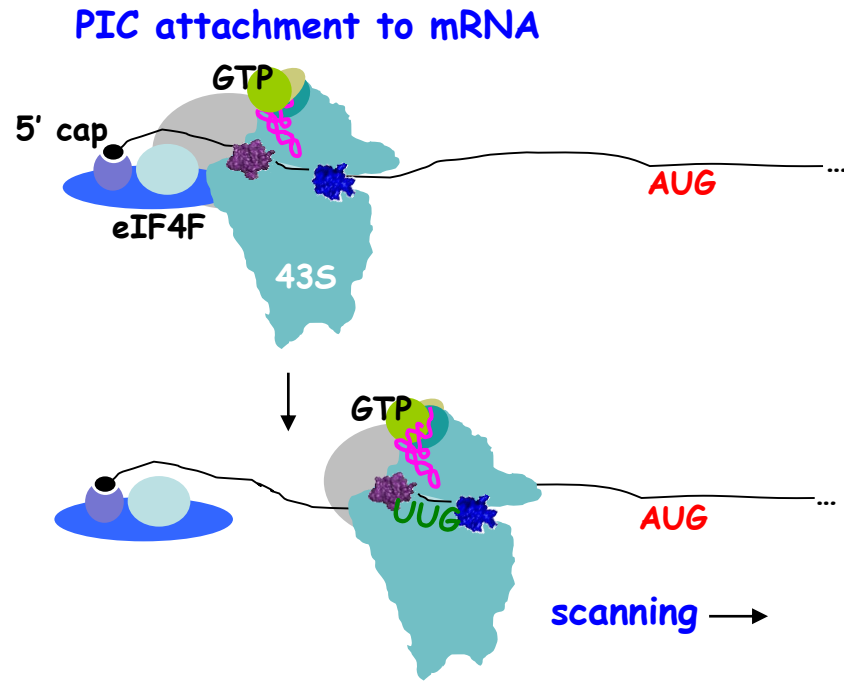 PIC attachment to mRNA
GTP
5' cap
AUG
...
eIF4F
43S
GTP
...
UUG
AUG
scanning